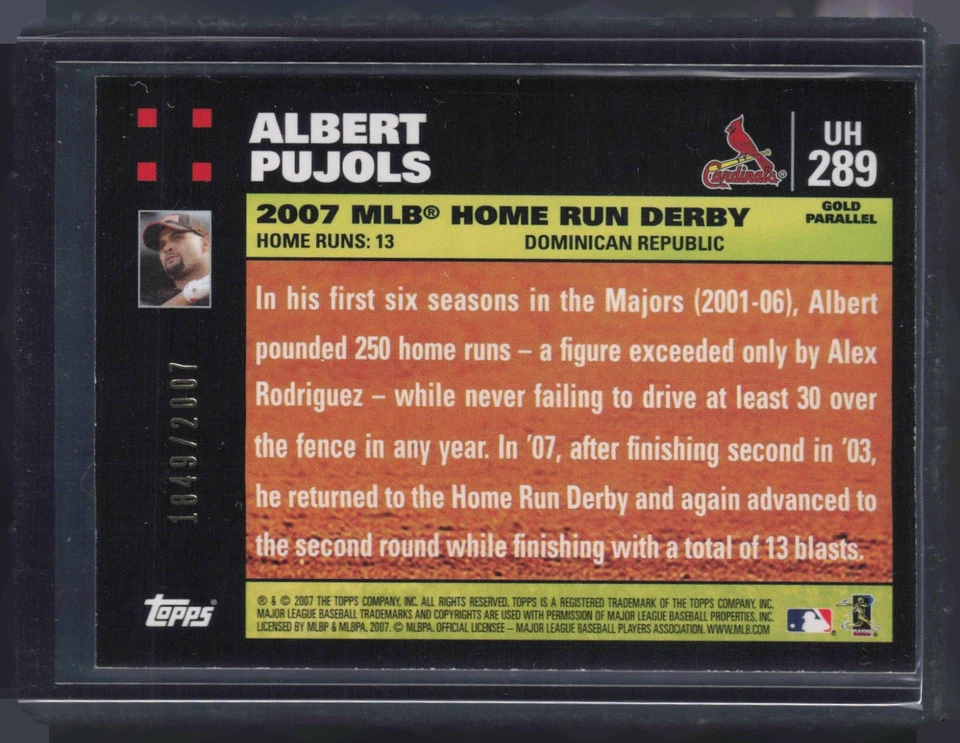 ALBERT
PUJOLS
Cardinals®
UH
289
2007 MLB® HOME RUN DERBY
GOLD
PARALLEL
HOME RUNS: 13 DOMINICAN REPUBLIC
In his first six seasons in the Majors (2001-06), Albert
pounded 250 home runs – a figure exceeded only by Alex
Rodriguez – while never failing to drive at least 30 over
the fence in any year. In '07, after finishing second in '03,
he returned to the Home Run Derby and again advanced to
the second round while finishing with a total of 13 blasts.
1849/2007
topps®
® & © 2007 THE TOPPS COMPANY, INC. ALL RIGHTS RESERVED. TOPPS IS A REGISTERED TRADEMARK OF THE TOPPS COMPANY, INC.
MAJOR LEAGUE BASEBALL TRADEMARKS AND COPYRIGHTS ARE USED WITH PERMISSION OF MAJOR LEAGUE BASEBALL PROPERTIES, INC.
LICENSED BY MLBP & MLBPA, 2007. © MLBPA, OFFICIAL LICENSEE – MAJOR LEAGUE BASEBALL PLAYERS ASSOCIATION. WWW.MLB.COM